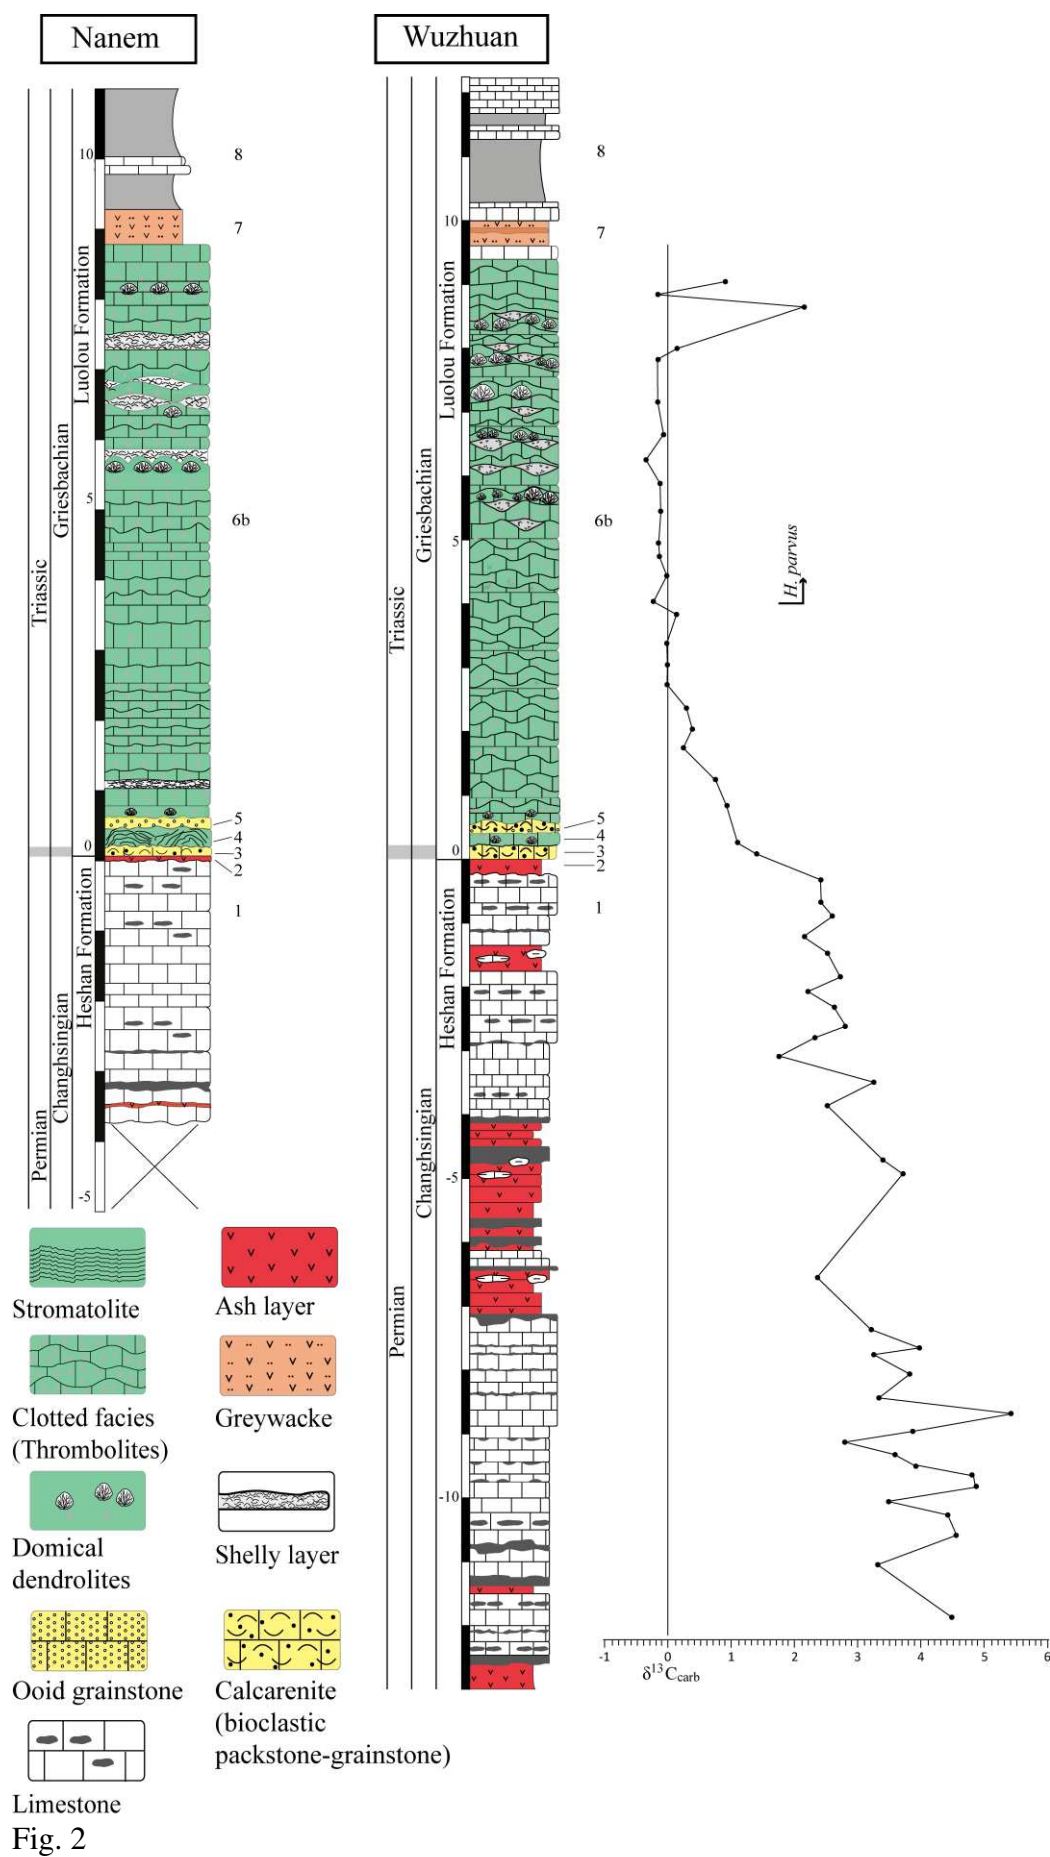 Nanem
Wuzhuan
10
8
7
Luolou Formation
Griesbachian
Triassic
5
6b
0
5
4
3
2
1
Heshan Formation
Changhsingian
Permian
-5
8
10
7
Luolou Formation
Griesbachian
Triassic
6b
5
H. parvus
0
5
4
3
2
1
Heshan Formation
Changhsingian
Permian
-5
-10
-1 0 1 2 3 4 5 6
δ¹³Ccarb
Stromatolite
Ash layer
Clotted facies
(Thrombolites)
Greywacke
Domical
dendrolites
Shelly layer
Ooid grainstone
Calcarenite
(bioclastic
packstone-grainstone)
Limestone
Fig. 2